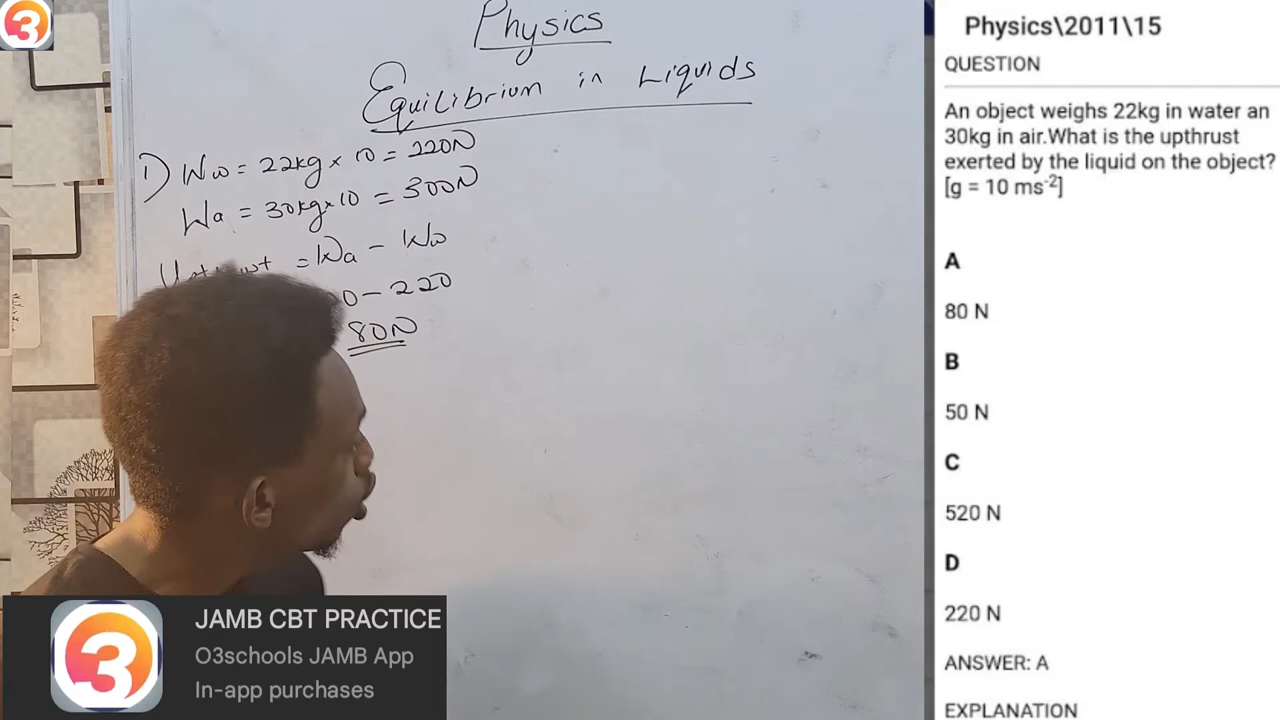 3
Physics
Equilibrium in Liquids
1) Ww = 22kg x 10 = 220N
Wa = 30kg x 10 = 300N
= Wa - Ww
0 - 220
80N
Physics\2011\15
QUESTION
An object weighs 22kg in water an
30kg in air.What is the upthrust
exerted by the liquid on the object?
[g = 10 ms⁻²]
A
80 N
B
50 N
C
520 N
D
220 N
ANSWER: A
EXPLANATION
3
JAMB CBT PRACTICE
O3schools JAMB App
In-app purchases